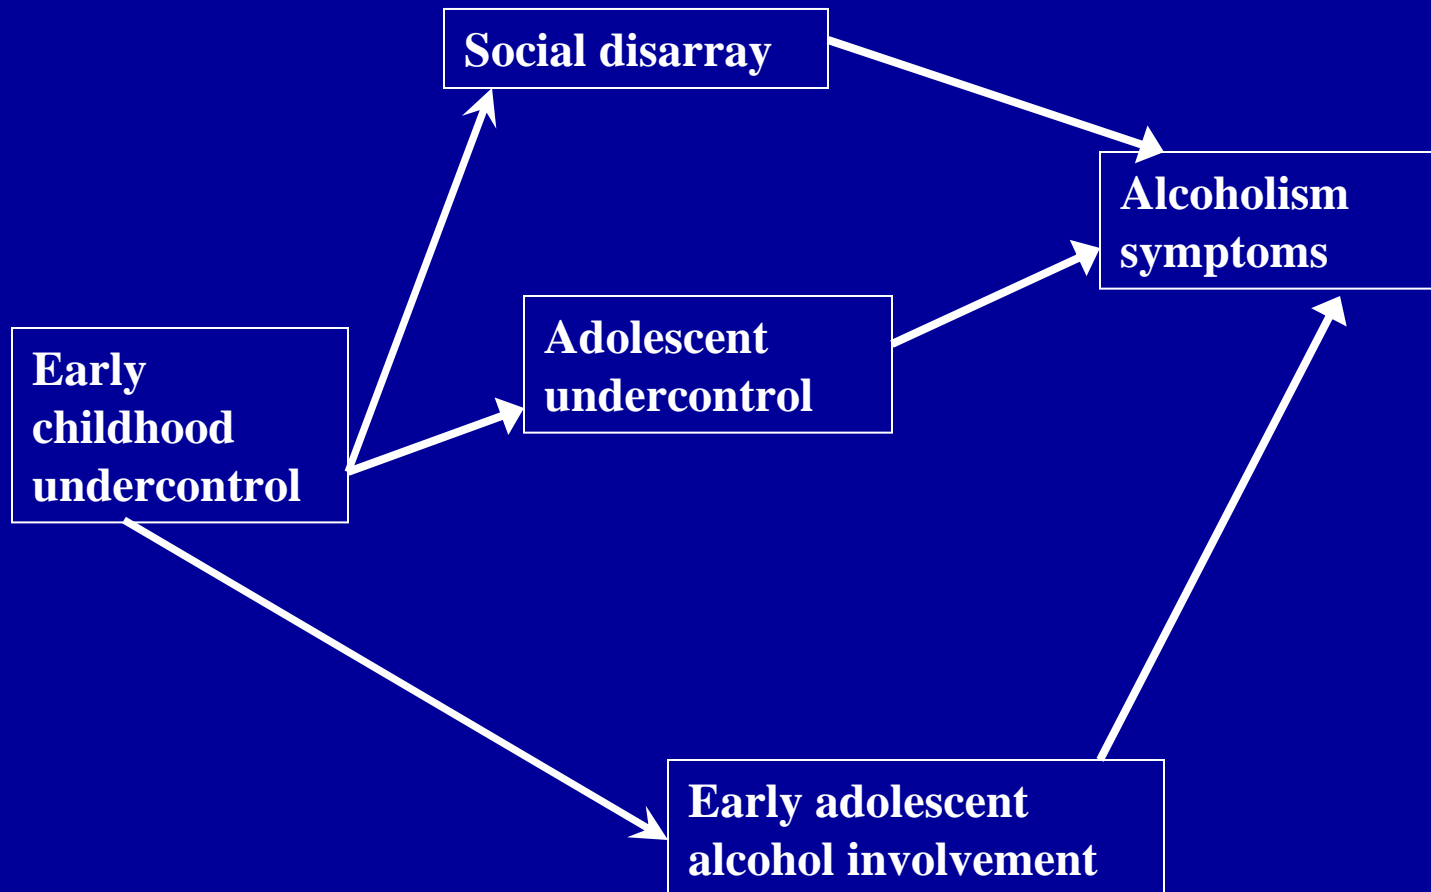 Social disarray
Alcoholism
symptoms
Adolescent
undercontrol
Early
childhood
undercontrol
Early adolescent
alcohol involvement